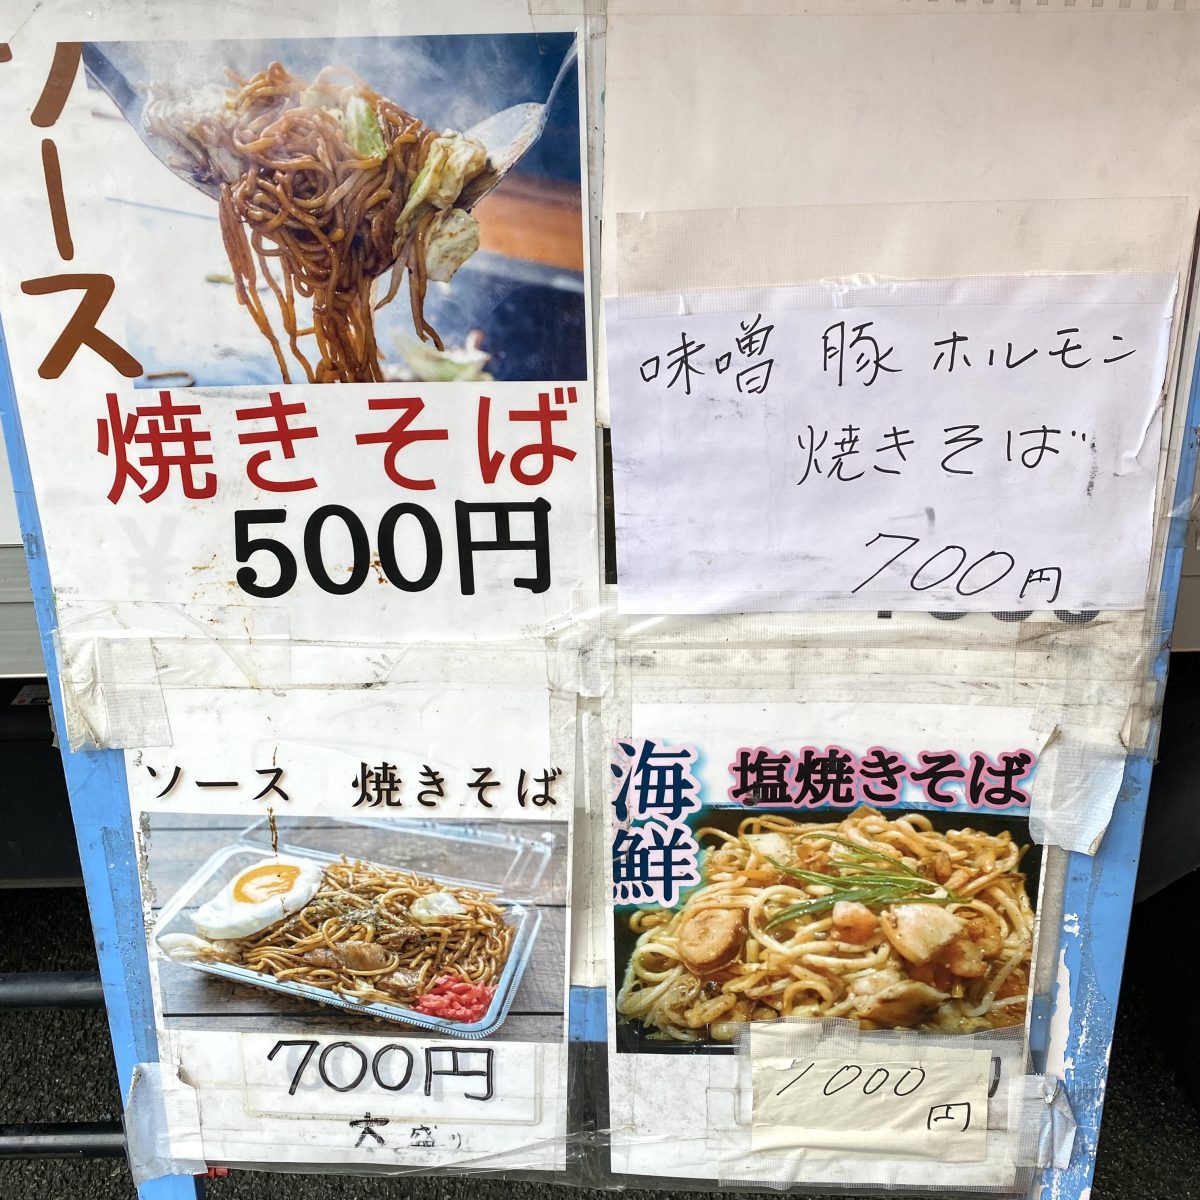 ソース
焼きそば
500円
味噌 豚 ホルモン
焼きそば
700円
ソース 焼きそば
700円
大盛り
海鮮
塩焼きそば
1000
円